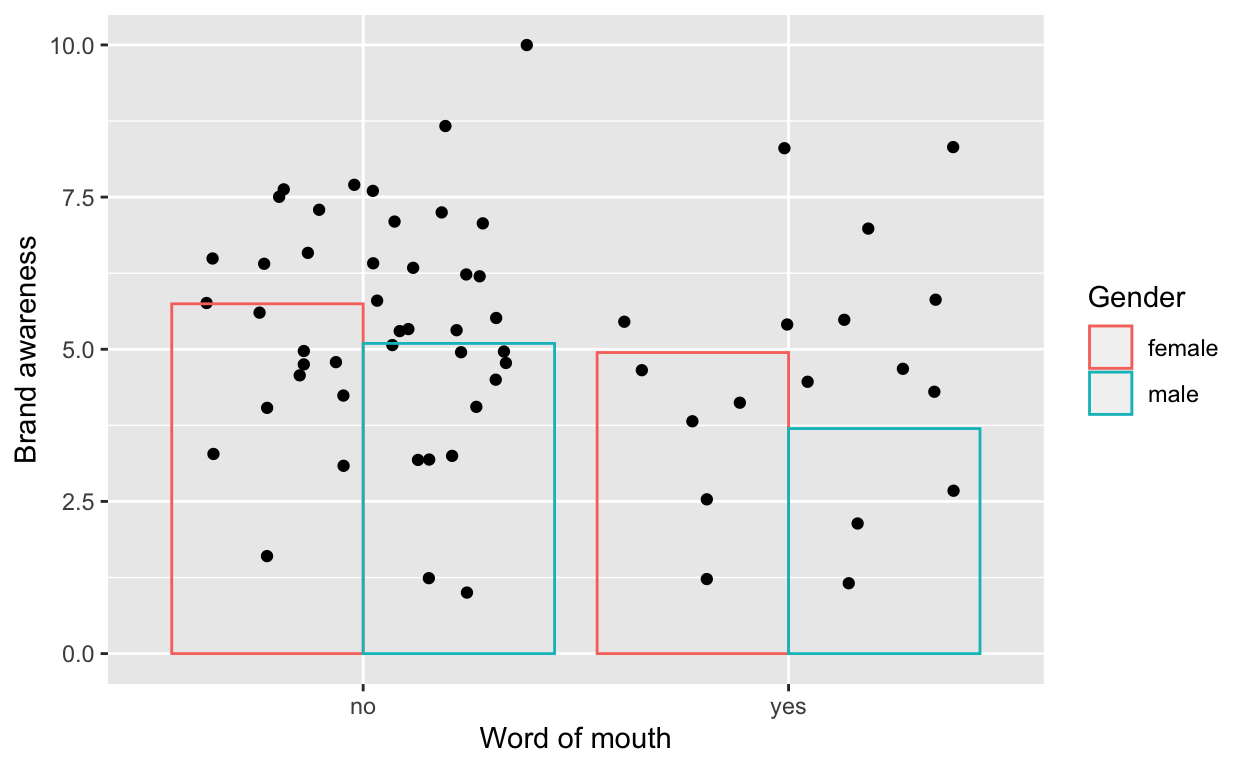 10.0
7.5
5.0
2.5
0.0
Brand awareness
no
yes
Word of mouth
Gender
female
male